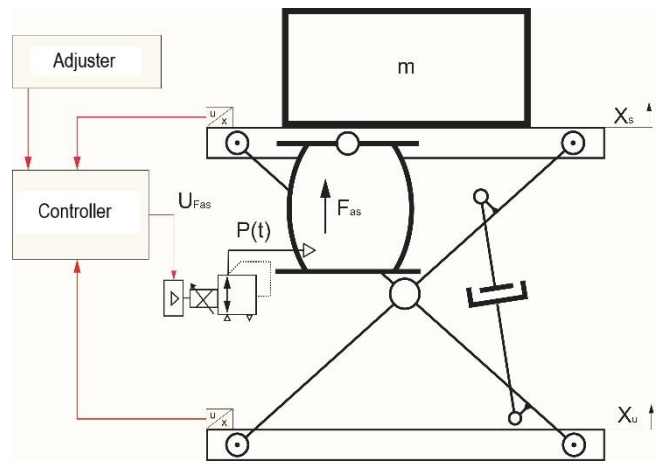 Adjuster
m
u
x
Xs
Controller
UFas
Fas
P(t)
u
x
Xu